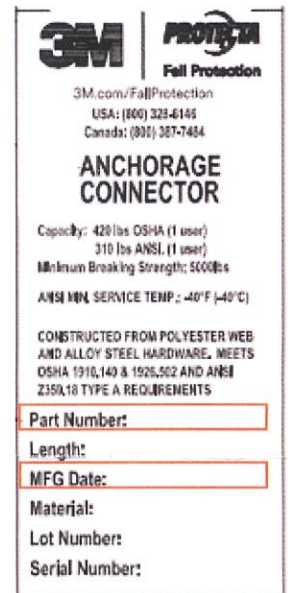 3M
PROTECTA
Fall Protection
3M.com/FallProtection
USA: (800) 328-6146
Canada: (800) 387-7484
ANCHORAGE
CONNECTOR
Capacity: 420 lbs OSHA (1 user)
310 lbs ANSI. (1 user)
Minimum Breaking Strength: 5000lbs
ANSI MIN. SERVICE TEMP.: -40°F (-40°C)
CONSTRUCTED FROM POLYESTER WEB
AND ALLOY STEEL HARDWARE. MEETS
OSHA 1910.140 & 1926.502 AND ANSI
Z359.18 TYPE A REQUIREMENTS
Part Number:
Length:
MFG Date:
Material:
Lot Number:
Serial Number: